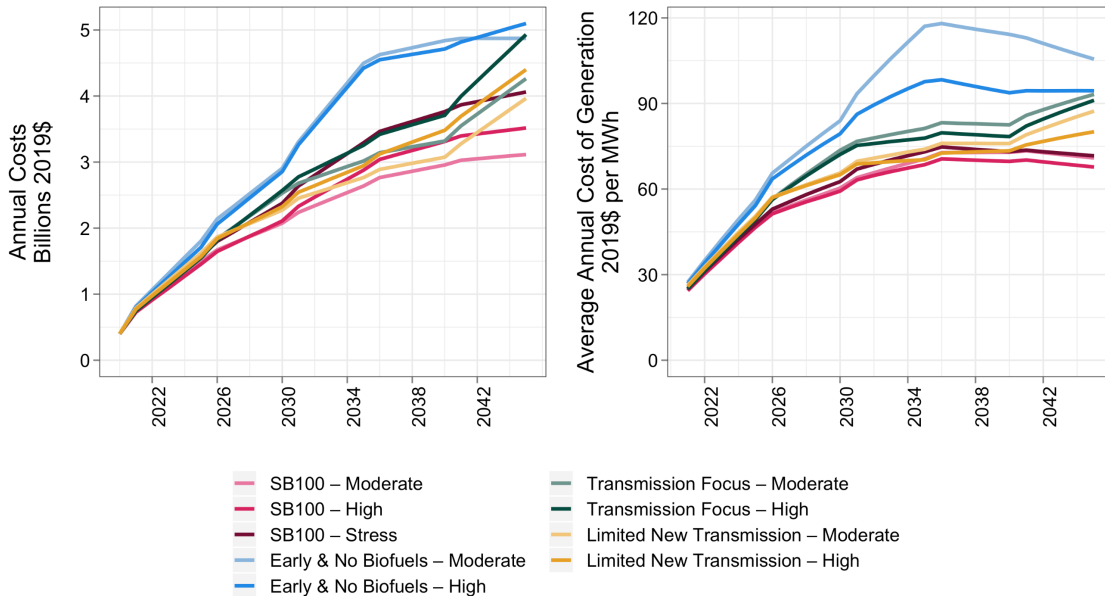 Annual Costs
Billions 2019$
5
4
3
2
1
0
2022
2026
2030
2034
2038
2042
Average Annual Cost of Generation
2019$ per MWh
120
90
60
30
0
2022
2026
2030
2034
2038
2042
SB100 – Moderate
SB100 – High
SB100 – Stress
Early & No Biofuels – Moderate
Early & No Biofuels – High
Transmission Focus – Moderate
Transmission Focus – High
Limited New Transmission – Moderate
Limited New Transmission – High